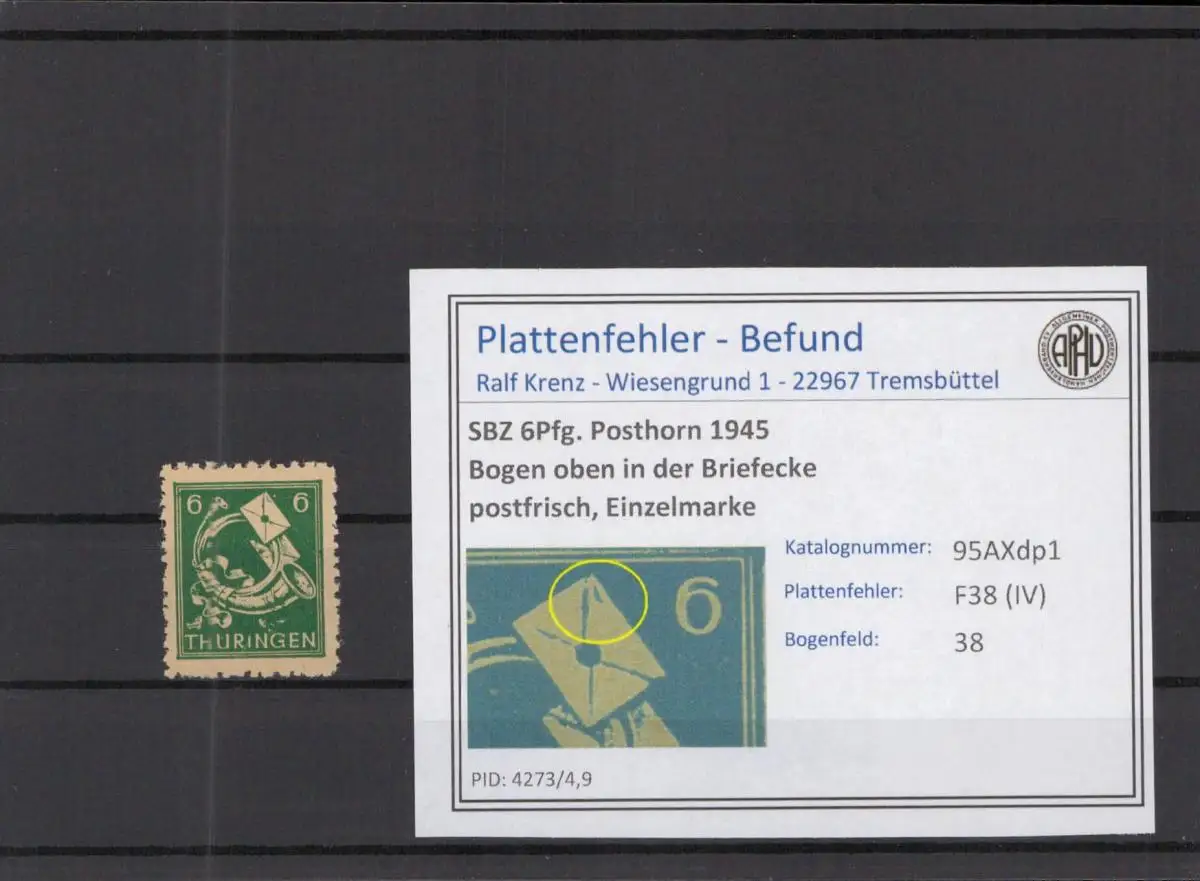 6 6
THÜRINGEN
Plattenfehler - Befund
Ralf Krenz - Wiesengrund 1 - 22967 Tremsbüttel
APHV
SBZ 6Pfg. Posthorn 1945
Bogen oben in der Briefecke
postfrisch, Einzelmarke
6
Katalognummer: 95AXdp1
Plattenfehler: F38 (IV)
Bogenfeld: 38
PID: 4273/4,9